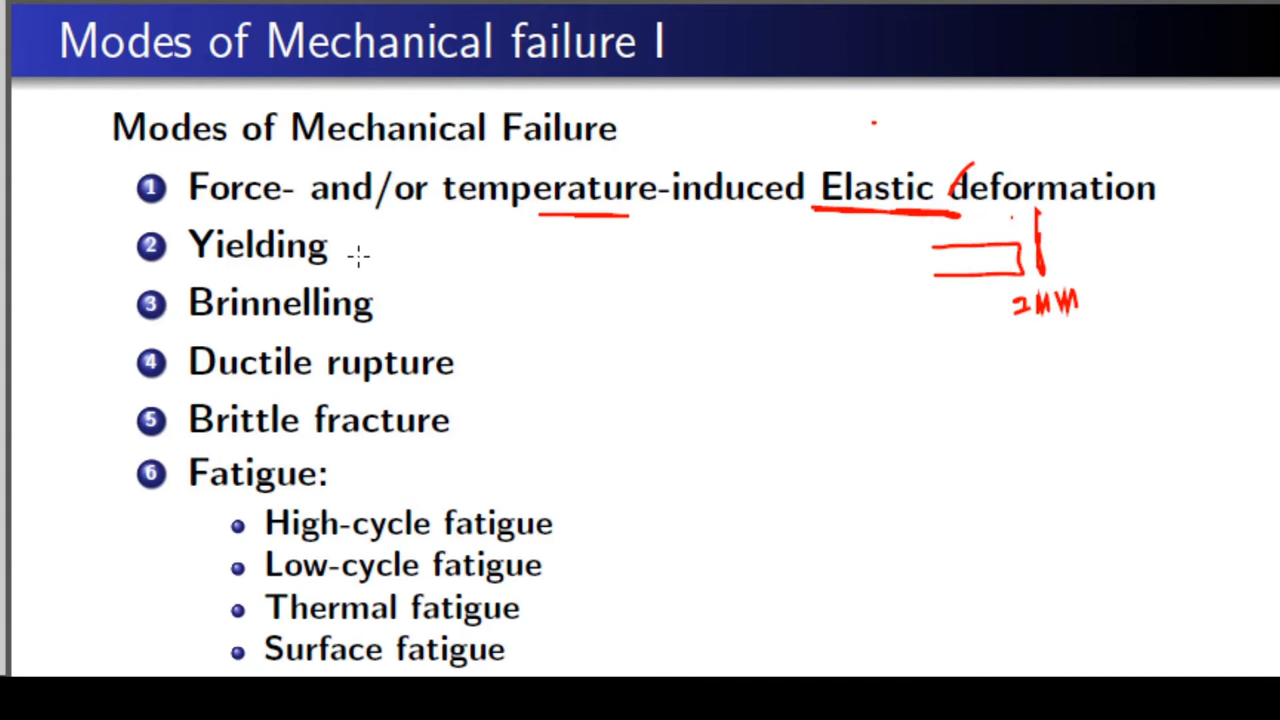 Modes of Mechanical failure I
Modes of Mechanical Failure
1 Force- and/or temperature-induced Elastic deformation
2 Yielding
3 Brinnelling
2MM
4 Ductile rupture
5 Brittle fracture
6 Fatigue:
High-cycle fatigue
Low-cycle fatigue
Thermal fatigue
Surface fatigue